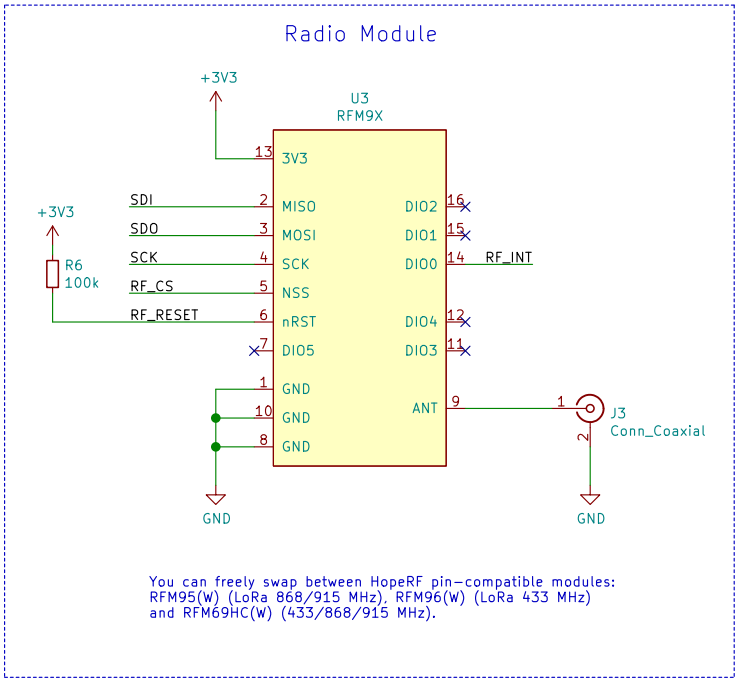 Radio Module
+3V3
U3
RFM9X
13 3V3
SDI 2 MISO DIO2 16
SDO 3 MOSI DIO1 15
+3V3
SCK 4 SCK DIO0 14 RF_INT
R6
100k
RF_CS 5 NSS
RF_RESET 6 nRST DIO4 12
7 DIO5 DIO3 11
1 GND
ANT 9 1 J3
10 GND
Conn_Coaxial
8 GND 2
GND GND
You can freely swap between HopeRF pin-compatible modules:
RFM95(W) (LoRa 868/915 MHz), RFM96(W) (LoRa 433 MHz)
and RFM69HC(W) (433/868/915 MHz).